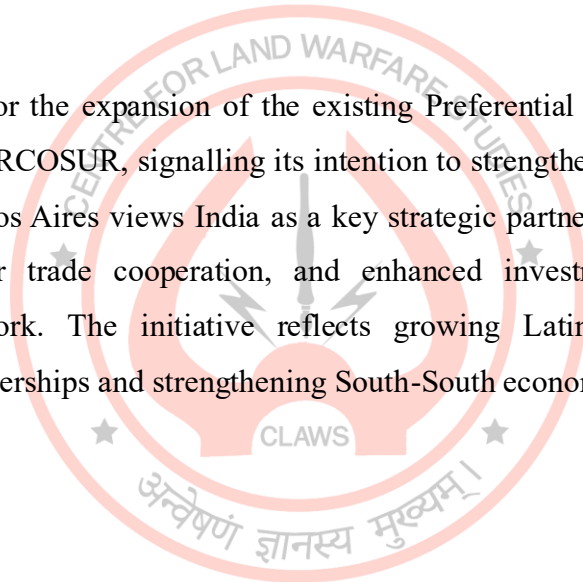 CENTRE FOR LAND WARFARE STUDIES
or the expansion of the existing Preferential
RCOSUR, signalling its intention to strengthe
os Aires views India as a key strategic partne
r trade cooperation, and enhanced investr
ork. The initiative reflects growing Latin
erships and strengthening South-South econor
CLAWS
अन्वेषणं ज्ञानस्य मुख्यम्।